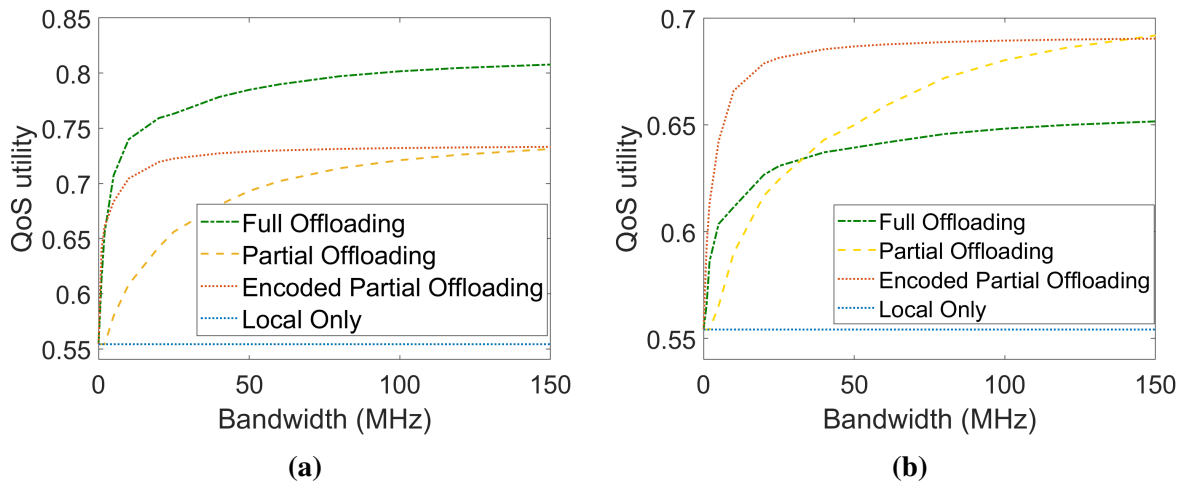 0.85
0.8
0.75
0.7
0.65
0.6
0.55
QoS utility
0
50
100
150
Bandwidth (MHz)
Full Offloading
Partial Offloading
Encoded Partial Offloading
Local Only
(a)
0.7
0.65
0.6
0.55
QoS utility
0
50
100
150
Bandwidth (MHz)
Full Offloading
Partial Offloading
Encoded Partial Offloading
Local Only
(b)